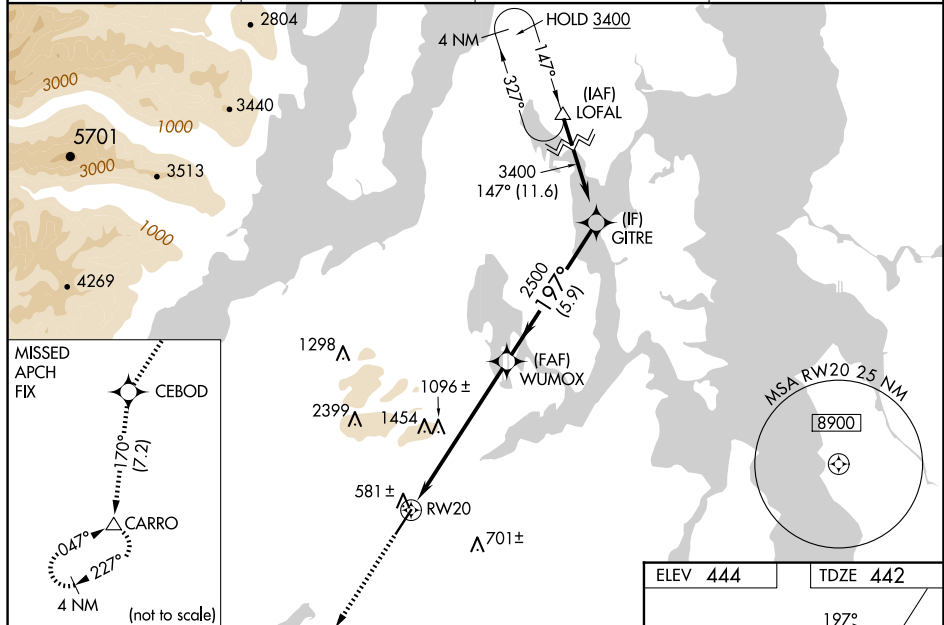 2804
HOLD 3400
4 NM
147°
327°
(IAF)
LOFAL
3000
3440
1000
5701
3000
3513
3400
147° (11.6)
(IF)
GITRE
1000
4269
2500
197°
(5.9)
MISSED
APCH
FIX
CEBOD
170°
(7.2)
CARRO
047°
227°
4 NM
(not to scale)
1298
(FAF)
WUMOX
1096 ±
2399
1454
MSA RW20 25 NM
8900
581 ±
RW20
701±
ELEV 444
TDZE 442
197°